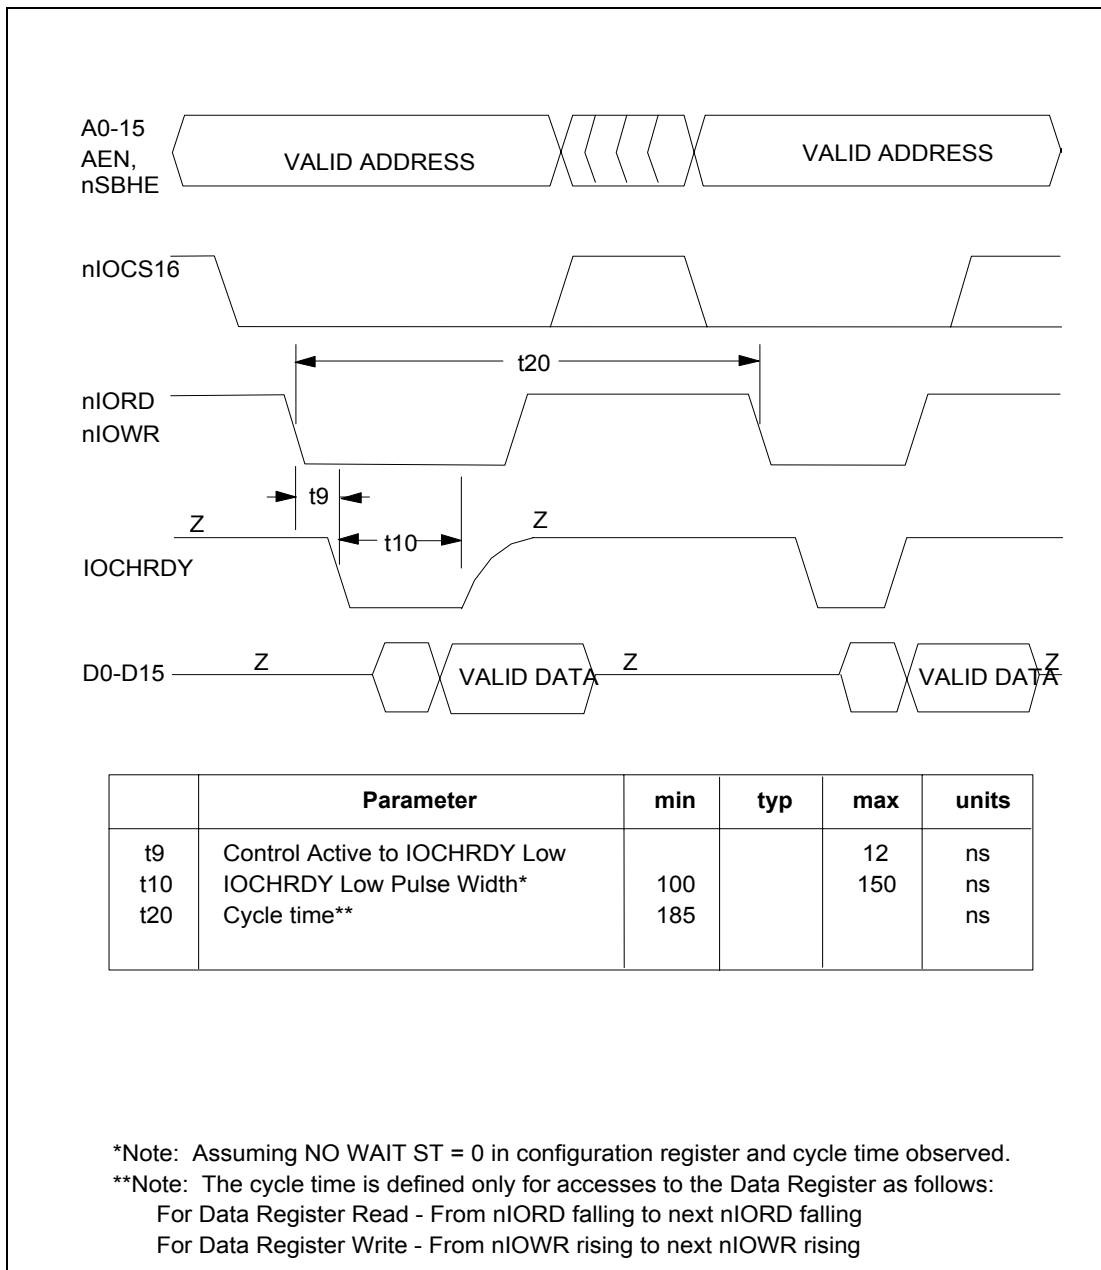 A0-15
AEN,
nSBHE
VALID ADDRESS
VALID ADDRESS
nIOCS16
t20
nIORD
nIOWR
t9
Z
t10
Z
IOCHRDY
D0-D15
Z
VALID DATA
Z
VALID DATA
Z
Parameter min typ max units
t9 Control Active to IOCHRDY Low 12 ns
t10 IOCHRDY Low Pulse Width* 100 150 ns
t20 Cycle time** 185 ns
*Note: Assuming NO WAIT ST = 0 in configuration register and cycle time observed.
**Note: The cycle time is defined only for accesses to the Data Register as follows:
For Data Register Read - From nIORD falling to next nIORD falling
For Data Register Write - From nIOWR rising to next nIOWR rising